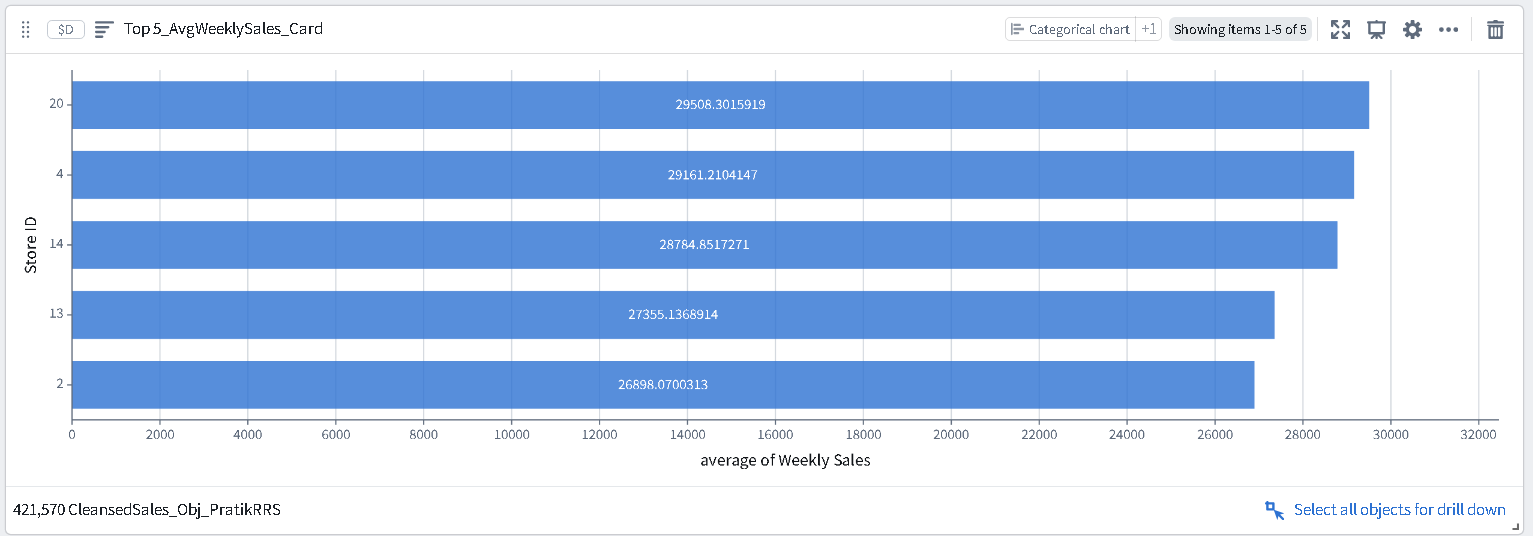 $D Top 5_AvgWeeklySales_Card Categorical chart +1 Showing items 1-5 of 5
20 29508.3015919
4 29161.2104147
14 28784.8517271
13 27355.1368914
2 26898.0700313
Store ID
0 2000 4000 6000 8000 10000 12000 14000 16000 18000 20000 22000 24000 26000 28000 30000 32000
average of Weekly Sales
421,570 CleansedSales_Obj_PratikRRS Select all objects for drill down